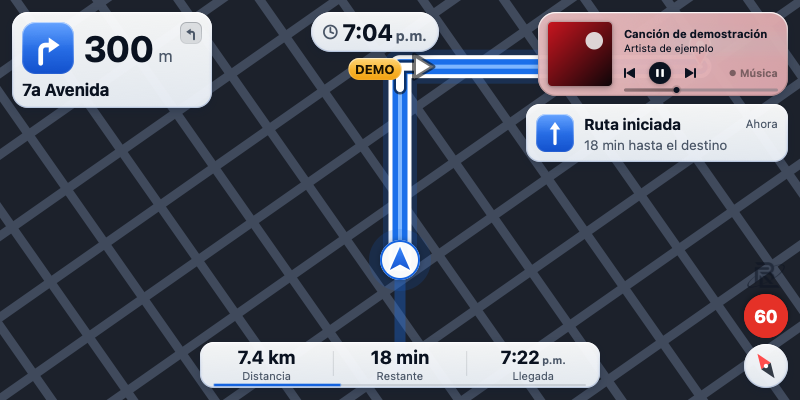 300 m
7a Avenida
7:04 p.m.
DEMO
Canción de demostración
Artista de ejemplo
Música
Ruta iniciada
Ahora
18 min hasta el destino
60
7.4 km
Distancia
18 min
Restante
7:22 p.m.
Llegada